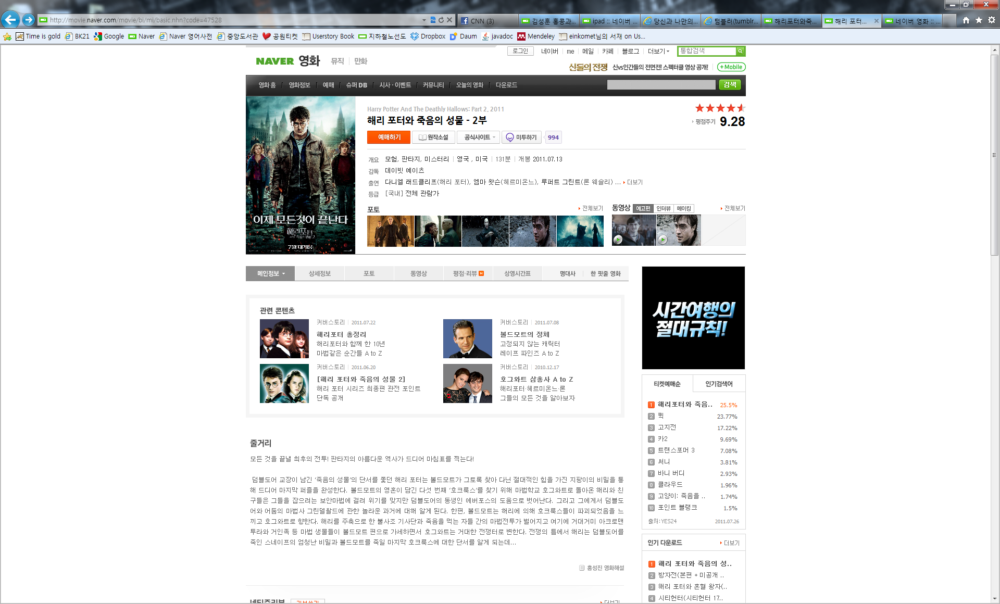 http://movie.naver.com/movie/bi/mi/basic.nhn?code=47528
CNN (3)
김성훈 홍콩과...
ipad :: 네이버 ...
당신과 나만의...
텀블러(tumblr...
해리포터와죽...
해리 포터...
네이버 영화 :: ...
Time is gold
BK21
Google
Naver
Naver 영어사전
중앙도서관
공원티켓
Userstory Book
지하철노선도
Dropbox
Daum
javadoc
Mendeley
einkomet님의 서재 on Us...
로그인 네이버 me 메일 카페 블로그 더보기 통합검색
NAVER 영화 뮤직 만화
신들의 전쟁 신vs인간들의 전면전! 스펙터클 영상 공개! +Mobile
영화 홈 영화정보 예매 슈퍼 DB 시사·이벤트 커뮤니티 오늘의 영화 다운로드 검색
Harry Potter And The Deathly Hallows: Part 2, 2011
해리 포터와 죽음의 성물 - 2부
평점주기 9.28
예매하기 원작소설 공식사이트 미투하기 994
개요 모험, 판타지, 미스터리 영국 , 미국 131분 개봉 2011.07.13
감독 데이빗 예이츠
출연 다니엘 래드클리프(해리 포터), 엠마 왓슨(헤르미온느), 루퍼트 그린트(론 웨슬리) ... 더보기
등급 [국내] 전체 관람가
이제 모든것이 끝난다
해리포터
죽음의 성물 2
7월 대개봉
포토 전체보기
동영상 예고편 인터뷰 메이킹 전체보기
메인정보 상세정보 포토 동영상 평점·리뷰 상영시간표 명대사 한 핏줄 영화
관련 콘텐츠
커버스토리 2011.07.22
해리포터 총정리
해리포터와 함께 한 10년
마법같은 순간들 A to Z
커버스토리 2011.07.08
볼드모트의 정체
고정되지 않는 캐릭터
레이프 파인즈 A to Z
커버스토리 2011.06.20
[해리 포터와 죽음의 성물 2]
해리 포터 시리즈 최종편 관전 포인트
단독 공개
커버스토리 2010.12.17
호그와트 삼총사 A to Z
해리포터·헤르미온느·론
그들의 모든 것을 알아보자
줄거리
모든 것을 끝낼 최후의 전투! 판타지의 아름다운 역사가 드디어 마침표를 찍는다!
덤블도어 교장이 남긴 ‘죽음의 성물’의 단서를 쫓던 해리 포터는 볼드모트가 그토록 찾아 다닌 절대적인 힘을 가진 지팡이의 비밀을 통
해 드디어 마지막 퍼즐을 완성한다. 볼드모트의 영혼이 담긴 다섯 번째 ‘호크룩스’를 찾기 위해 마법학교 호그와트로 돌아온 해리와 친
구들은 그들을 잡으려는 보안마법에 걸려 위기를 맞지만 덤블도어의 동생인 에버포스의 도움으로 벗어난다. 그리고 그에게서 덤블도
어와 어둠의 마법사 그린델왈드에 관한 놀라운 과거에 대해 알게 된다. 한편, 볼드모트는 해리에 의해 호크룩스들이 파괴되었음을 느
끼고 호그와트로 향한다. 해리를 주축으로 한 불사조 기사단과 죽음을 먹는 자들 간의 마법전투가 벌어지고 여기에 거대거미 아크로맨
투라와 거인족 등 마법 생물들이 볼드모트 편으로 가세하면서 호그와트는 거대한 전쟁터로 변한다. 전쟁의 틈에서 해리는 덤블도어를
죽인 스네이프의 엄청난 비밀과 볼드모트를 죽일 마지막 호크룩스에 대한 단서를 알게 되는데...
홍성진 영화해설
네티즌리뷰 리뷰쓰기 더보기
시간여행의
절대규칙!
티켓예매순 인기검색어
1 해리포터와 죽음.. 25.5%
2 퀵 23.77%
3 고지전 17.22%
4 카2 9.69%
5 트랜스포머 3 7.08%
6 써니 3.81%
7 바니 버디 2.93%
8 클라우드 1.96%
9 고양이: 죽음을 .. 1.74%
10 포인트 블랭크 1.5%
출처:YES24 2011.07.26
인기 다운로드 더보기
1 해리 포터와 죽음의 성..
2 방자전(본편 + 미공개 ..
3 해리 포터와 혼혈 왕자(..
4 시티헌터(시티헌터 17..